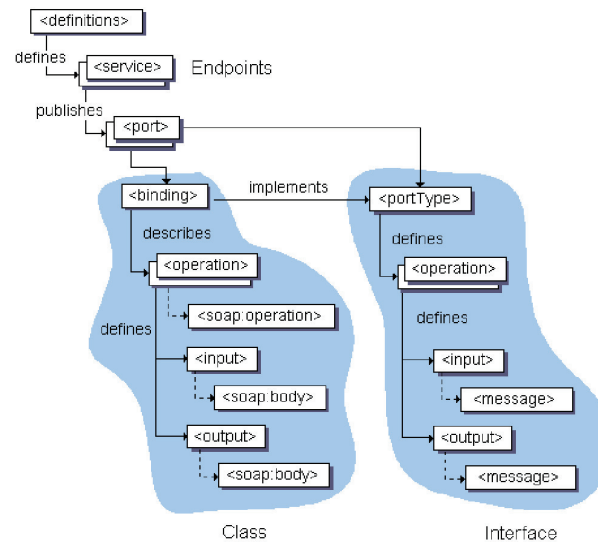 <definitions>
defines
<service>
Endpoints
publishes
<port>
<binding>
implements
<portType>
describes
defines
<operation>
<operation>
<soap:operation>
defines
defines
<input>
<input>
<soap:body>
<message>
<output>
<output>
<soap:body>
<message>
Class
Interface